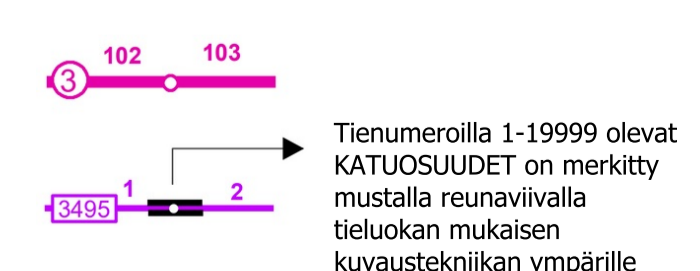 102 103
3
Tienumeroilla 1-19999 olevat
KATUOSUUDET on merkitty
mustalla reunaviivalla
tieluokan mukaisen
kuvaustekniikan ympärille
1 2
3495